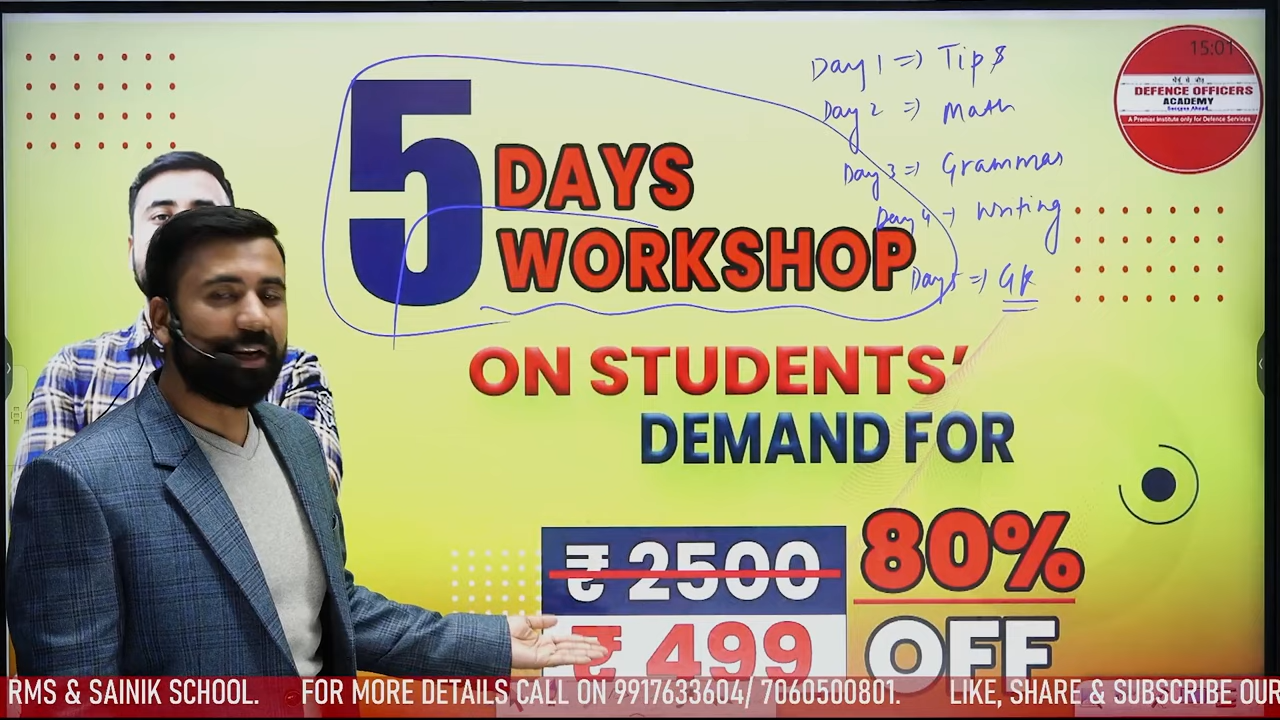 15:01
DEFENCE OFFICERS
ACADEMY
Success Ahead...
A Premier Institute only for Defence Services
Day 1 => Tips
Day 2 => Math
Day 3 => Grammar
Day 4 -> Writing
Day 5 => GK
5 DAYS
WORKSHOP
ON STUDENTS'
DEMAND FOR
₹ 2500
80%
₹ 499
OFF
RMS & SAINIK SCHOOL. FOR MORE DETAILS CALL ON 9917633604/ 7060500801. LIKE, SHARE & SUBSCRIBE OUR